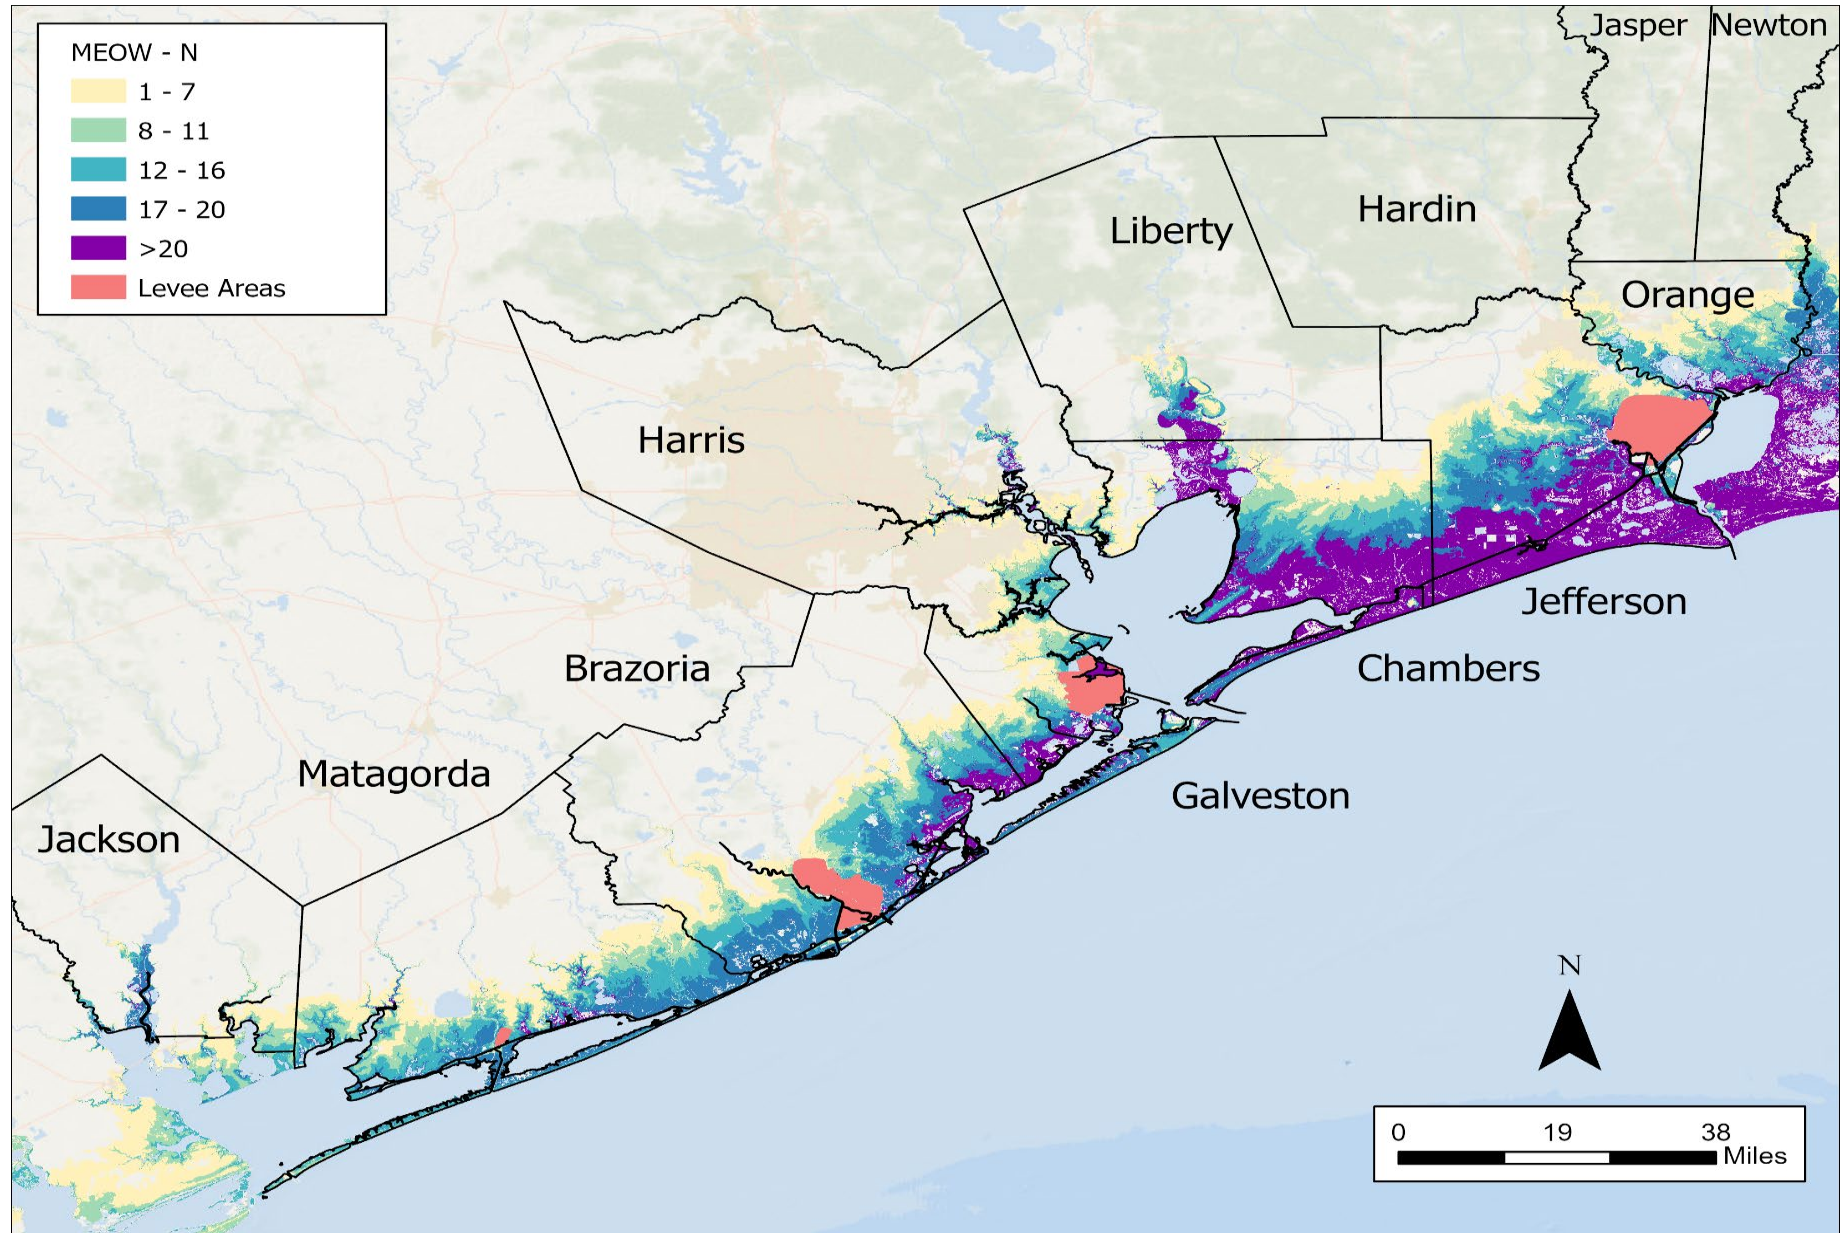 MEOW - N
1 - 7
8 - 11
12 - 16
17 - 20
>20
Levee Areas
Jasper
Newton
Hardin
Liberty
Orange
Harris
Jefferson
Brazoria
Chambers
Matagorda
Galveston
Jackson
N
0 19 38
Miles